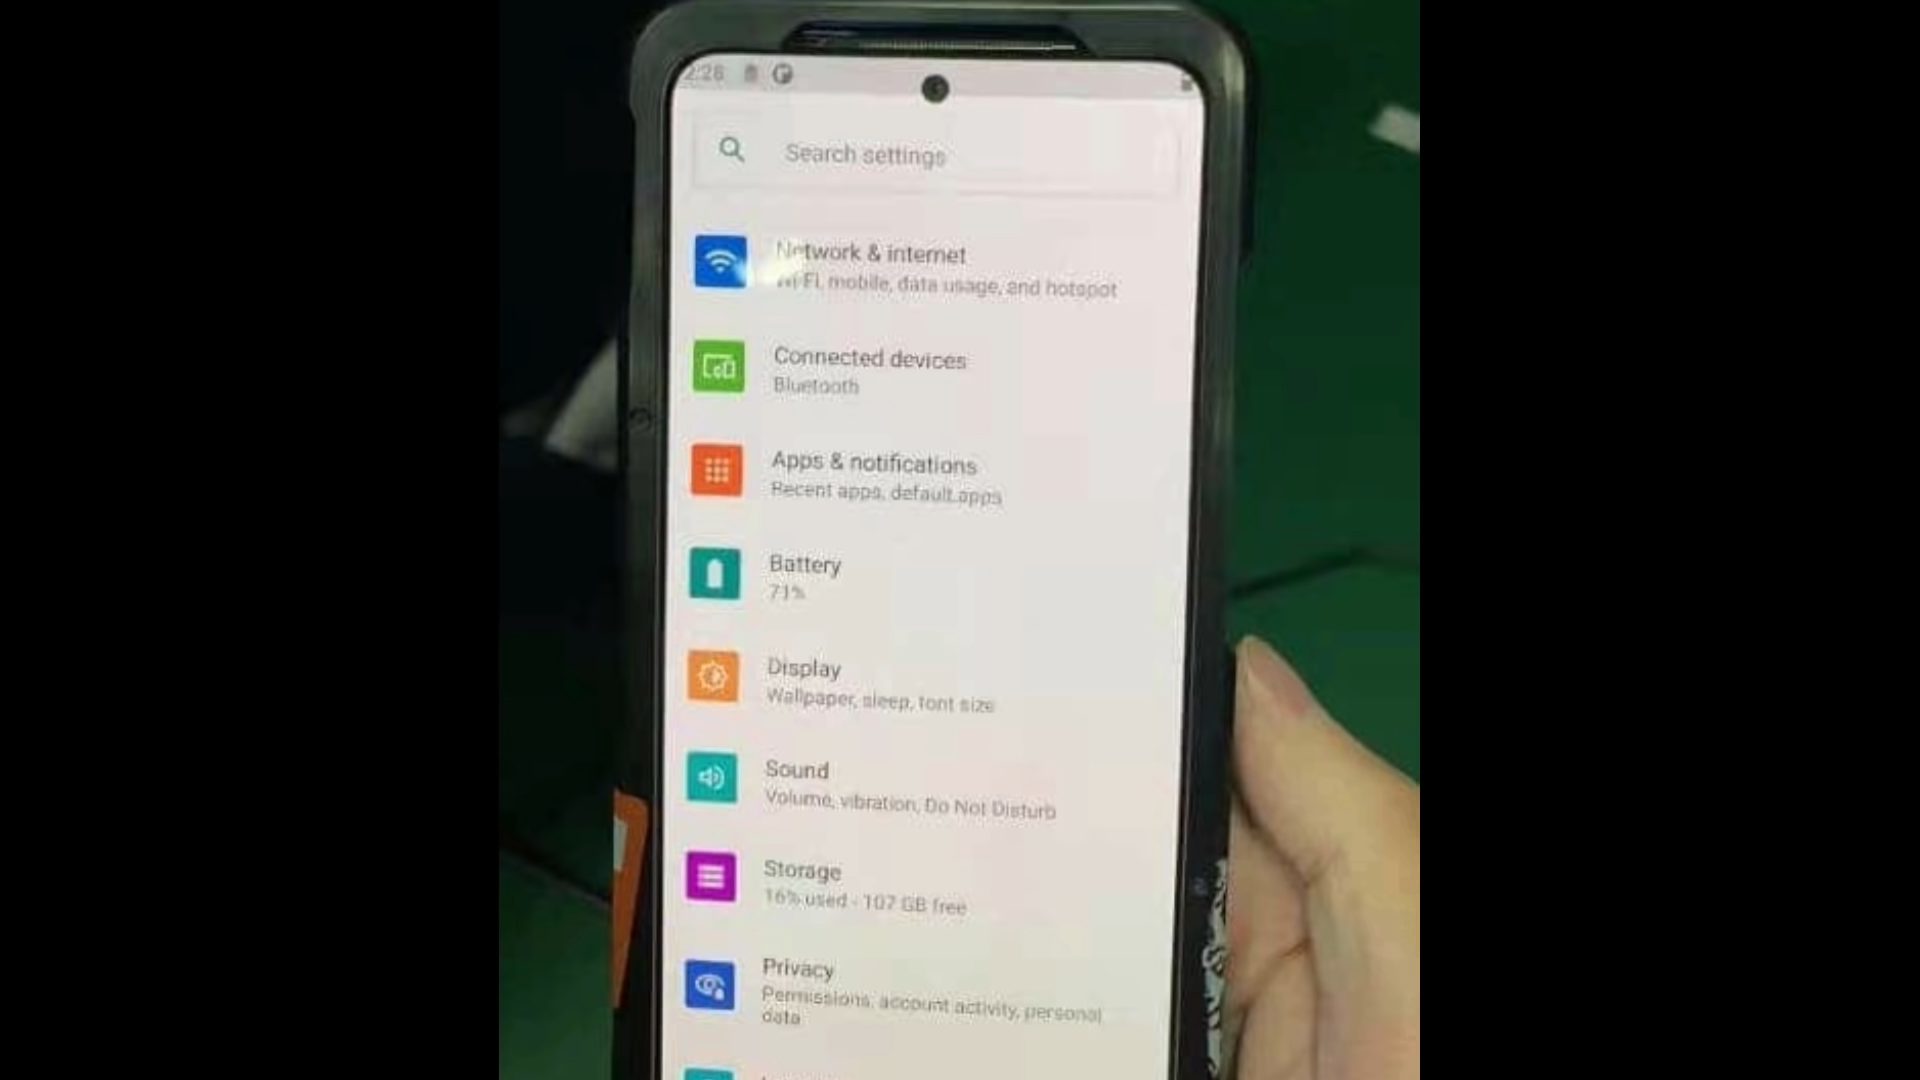 2:26
Search settings
Network & internet
Wi-Fi, mobile, data usage, and hotspot
Connected devices
Bluetooth
Apps & notifications
Recent apps, default apps
Battery
71%
Display
Wallpaper, sleep, font size
Sound
Volume, vibration, Do Not Disturb
Storage
16% used - 107 GB free
Privacy
Permissions, account activity, personal
data